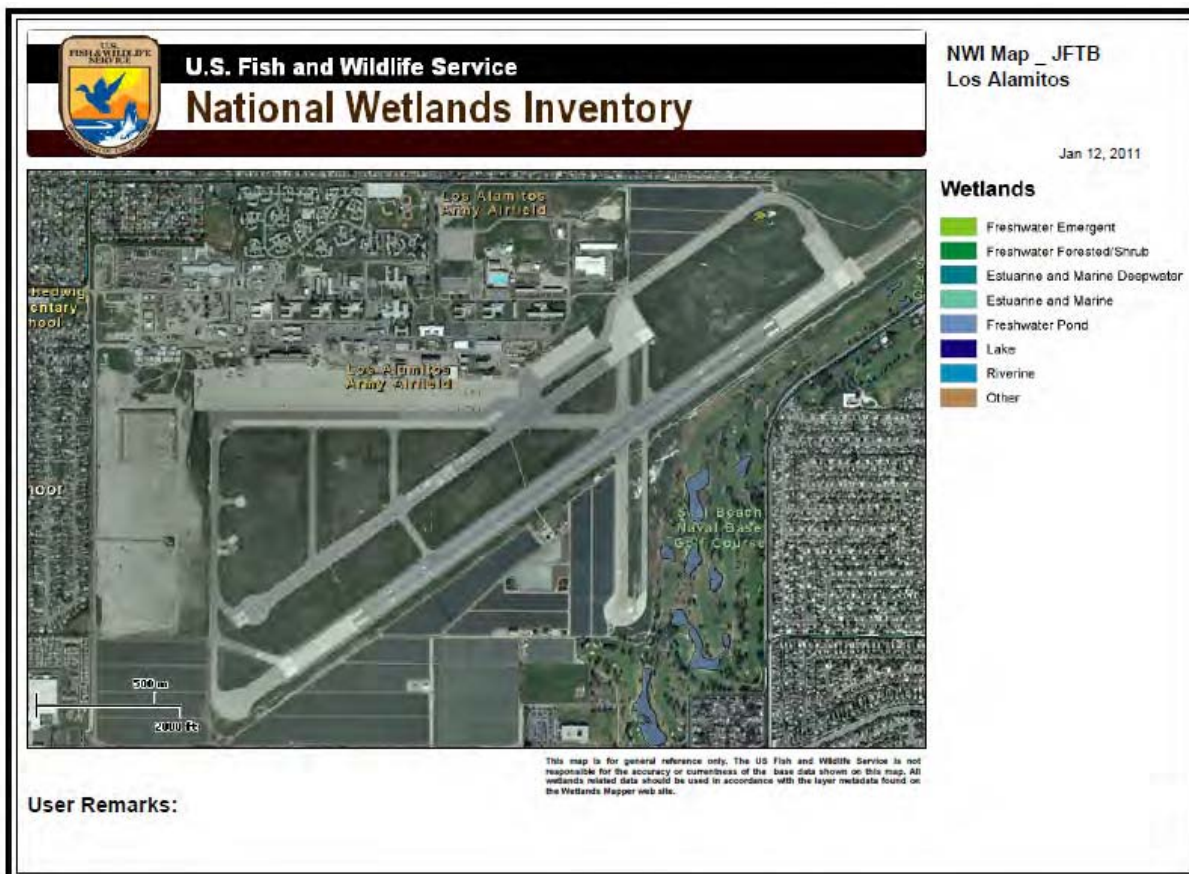 U.S.
FISH & WILDLIFE
SERVICE
U.S. Fish and Wildlife Service
National Wetlands Inventory
NWI Map _ JFTB
Los Alamitos
Jan 12, 2011
Wetlands
Freshwater Emergent
Freshwater Forested/Shrub
Estuarine and Marine Deepwater
Estuarine and Marine
Freshwater Pond
Lake
Riverine
Other
Los Alamitos
Army Airfield
Hedwig
entary
hool
Los Alamitos
Army Airfield
moor
Seal Beach
Naval Base
Golf Course
500 m
2000 ft
This map is for general reference only. The US Fish and Wildlife Service is not
responsible for the accuracy or currentness of the base data shown on this map. All
wetlands related data should be used in accordance with the layer metadata found on
the Wetlands Mapper web site.
User Remarks: